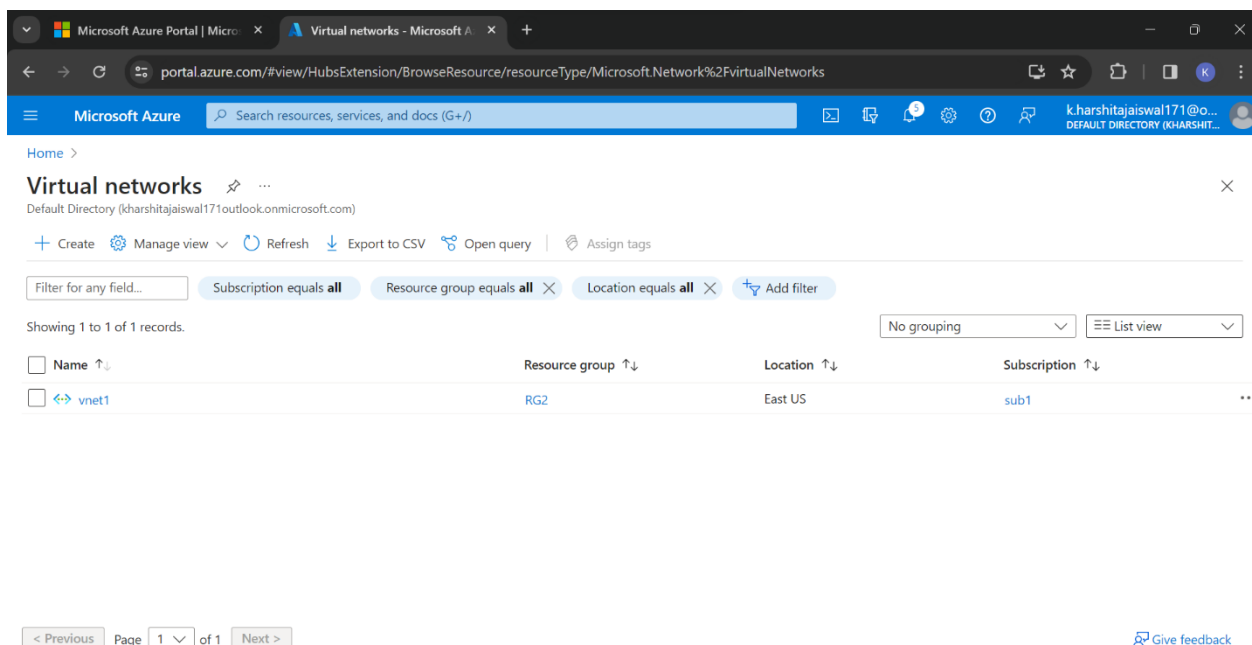 Microsoft Azure Portal | Micros × Virtual networks - Microsoft A × +
portal.azure.com/#view/HubsExtension/BrowseResource/resourceType/Microsoft.Network%2FvirtualNetworks K
Microsoft Azure Search resources, services, and docs (G+/) 5 k.harshitajaiswal171@o...
DEFAULT DIRECTORY (KHARSHIT...
Home >
Virtual networks ...
Default Directory (kharshitajaiswal171outlook.onmicrosoft.com)
+ Create Manage view Refresh Export to CSV Open query Assign tags
Filter for any field... Subscription equals all Resource group equals all × Location equals all × Add filter
Showing 1 to 1 of 1 records. No grouping List view
Name ↑↓ Resource group ↑↓ Location ↑↓ Subscription ↑↓
vnet1 RG2 East US sub1
< Previous Page 1 of 1 Next > Give feedback